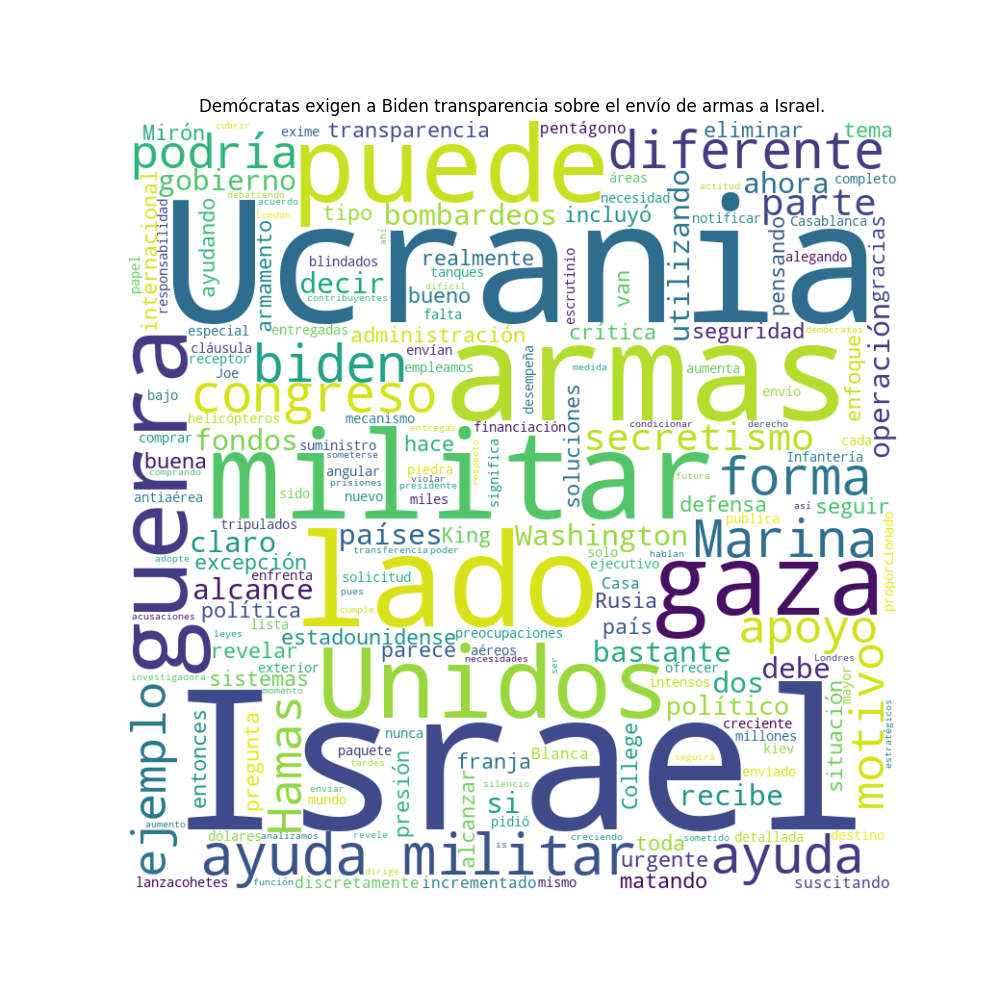 Demócratas exigen a Biden transparencia sobre el envío de armas a Israel.
Mirón
cubrir
exime
transparencia
pentágono
eliminar
tema
podría
puede
diferente
gobierno
áreas
necesidad
ahora
actitud
completo
debatiendo
acuerdo
London
tipo
bombardeos
incluyó
utilizando
notificar
parte
Casablanca
internacional
responsabilidad
papel
ayudando
armamento
Ucrania
ahi
blindados
realmente
tanques
decir
contribuyentes
difícil
bueno
falta
escrutinio
van
pensando
alegando
gracias
operación
especial
entregadas
administración
crítica
seguridad
demócratas
cláusula
receptor
Joe
biden
envían
empleamos
armas
desempeña
medida
aumenta
envío
enfoque
guerra
bajo
congreso
helicópteros
mecanismo
entregas
financiación
condicionar
derecho
comprar
fondos
suministro
someterse
hace
secretismo
cada
buena
comprando
militar
angular
prisiones
piedra
violar
presidente
respecto
significa
soluciones
Infantería
forma
futura
antiaérea
sido
nuevo
miles
defensa
así
seguir
tripulados
países
King
Washington
publica
proporcionado
claro
adopte
excepción
transferencia
poder
solo
hablan
ejecutivo
Marina
enfrenta
solicitud
pues
lado
Casa
gaza
alcance
Rusia
acusaciones
política
cumple
lista
leyes
estadounidense
preocupaciones
país
apoyo
revelar
parece
aéreos
necesidades
ser
bastante
Londres
investigadora
exterior
sistemas
momento
Unidos
ofrecer
debe
intensos
dos
mayor
motivo
situación
estratégicos
ejemplo
entonces
pregunta
Hamas
Israel
político
creciente
millones
nunca
paquete
tardes
franja
Blanca
College
seguirá
kiev
enviado
enviar
mundo
presión
alcanzar
silencio
si
pidió
recibe
aumento
dólares
analizamos
revele
is
creciendo
sometido
toda
detallada
destino
ayuda militar
urgente
ayuda
lanzacohetes
función
discretamente
dirige
incrementado
mismo
matando
suscitando